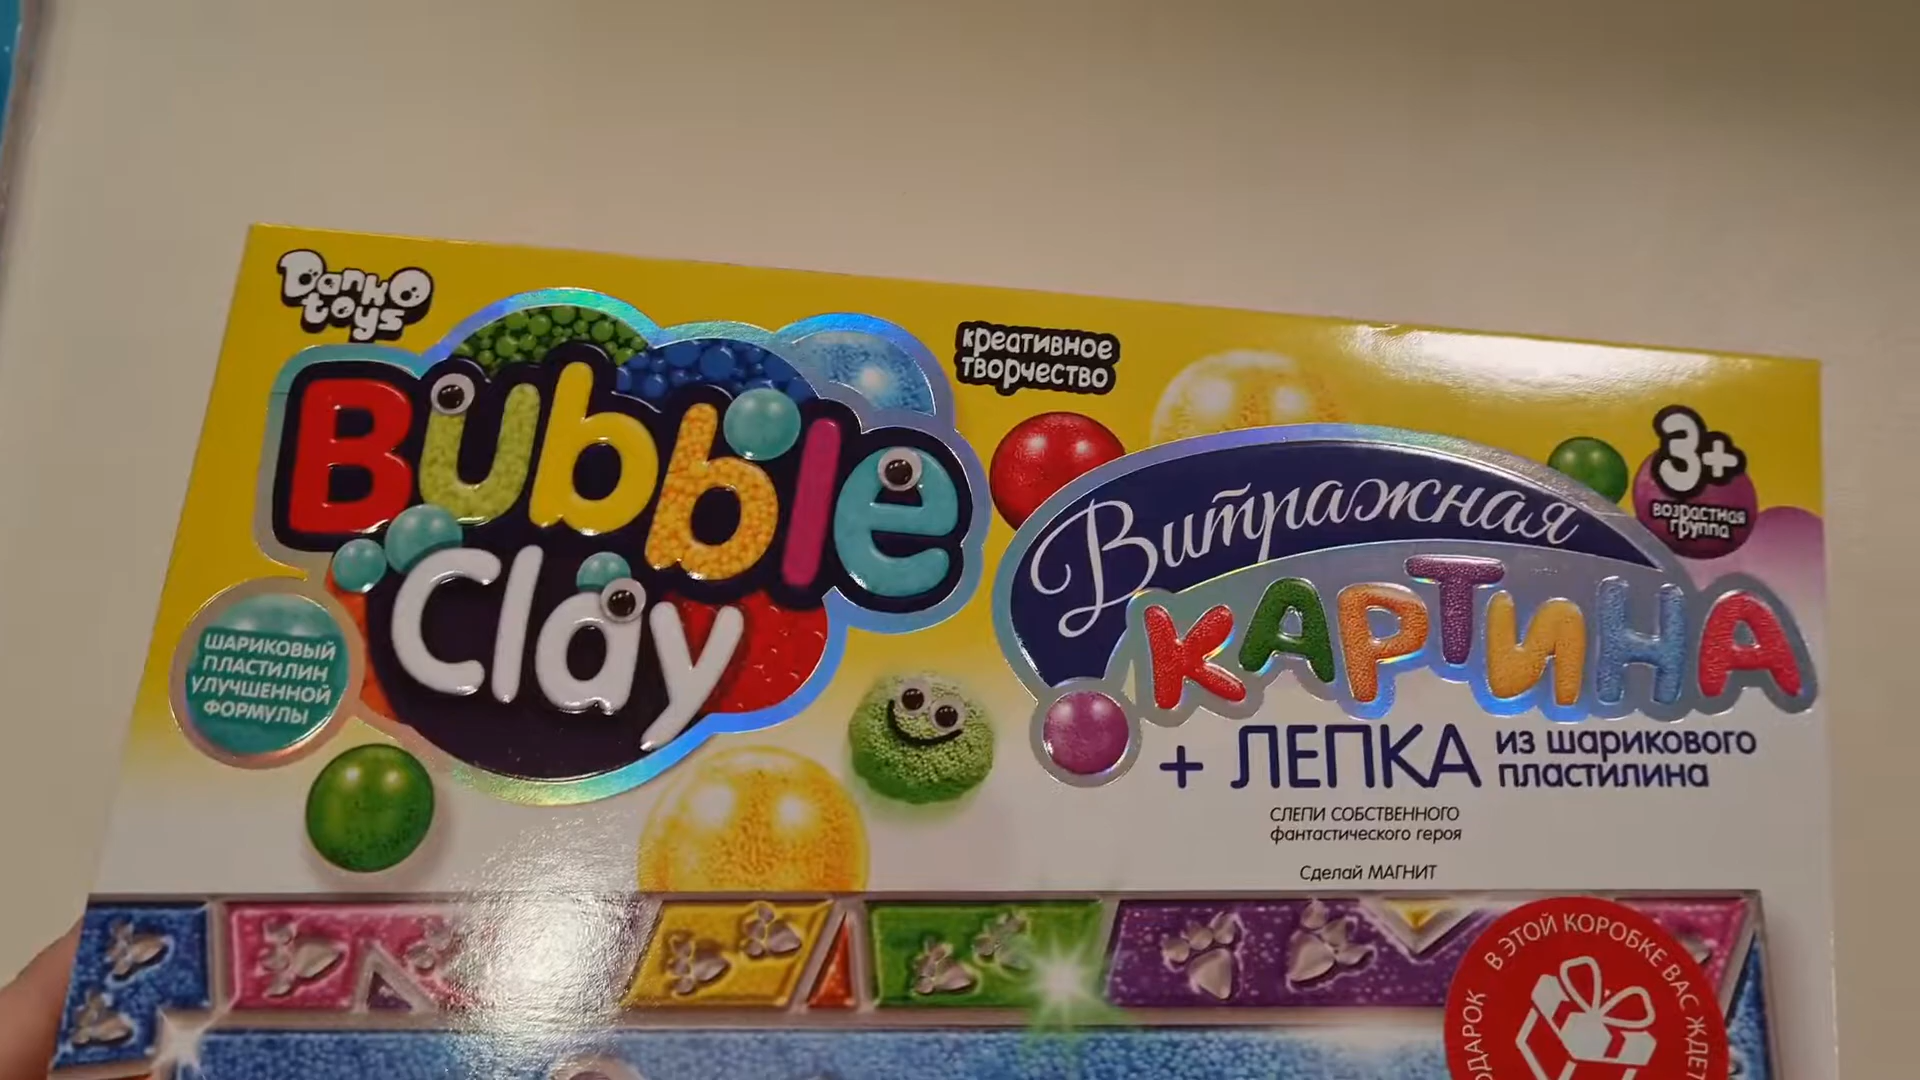 Danko
toys
Bubble
Clay
креативное
творчество
3+
возрастная
группа
Витражная
КАРТИНА
+ ЛЕПКА из шарикового
пластилина
СЛЕПИ СОБСТВЕННОГО
фантастического героя
Сделай МАГНИТ
ШАРИКОВЫЙ
ПЛАСТИЛИН
УЛУЧШЕННОЙ
ФОРМУЛЫ
В ЭТОЙ КОРОБКЕ ВАС